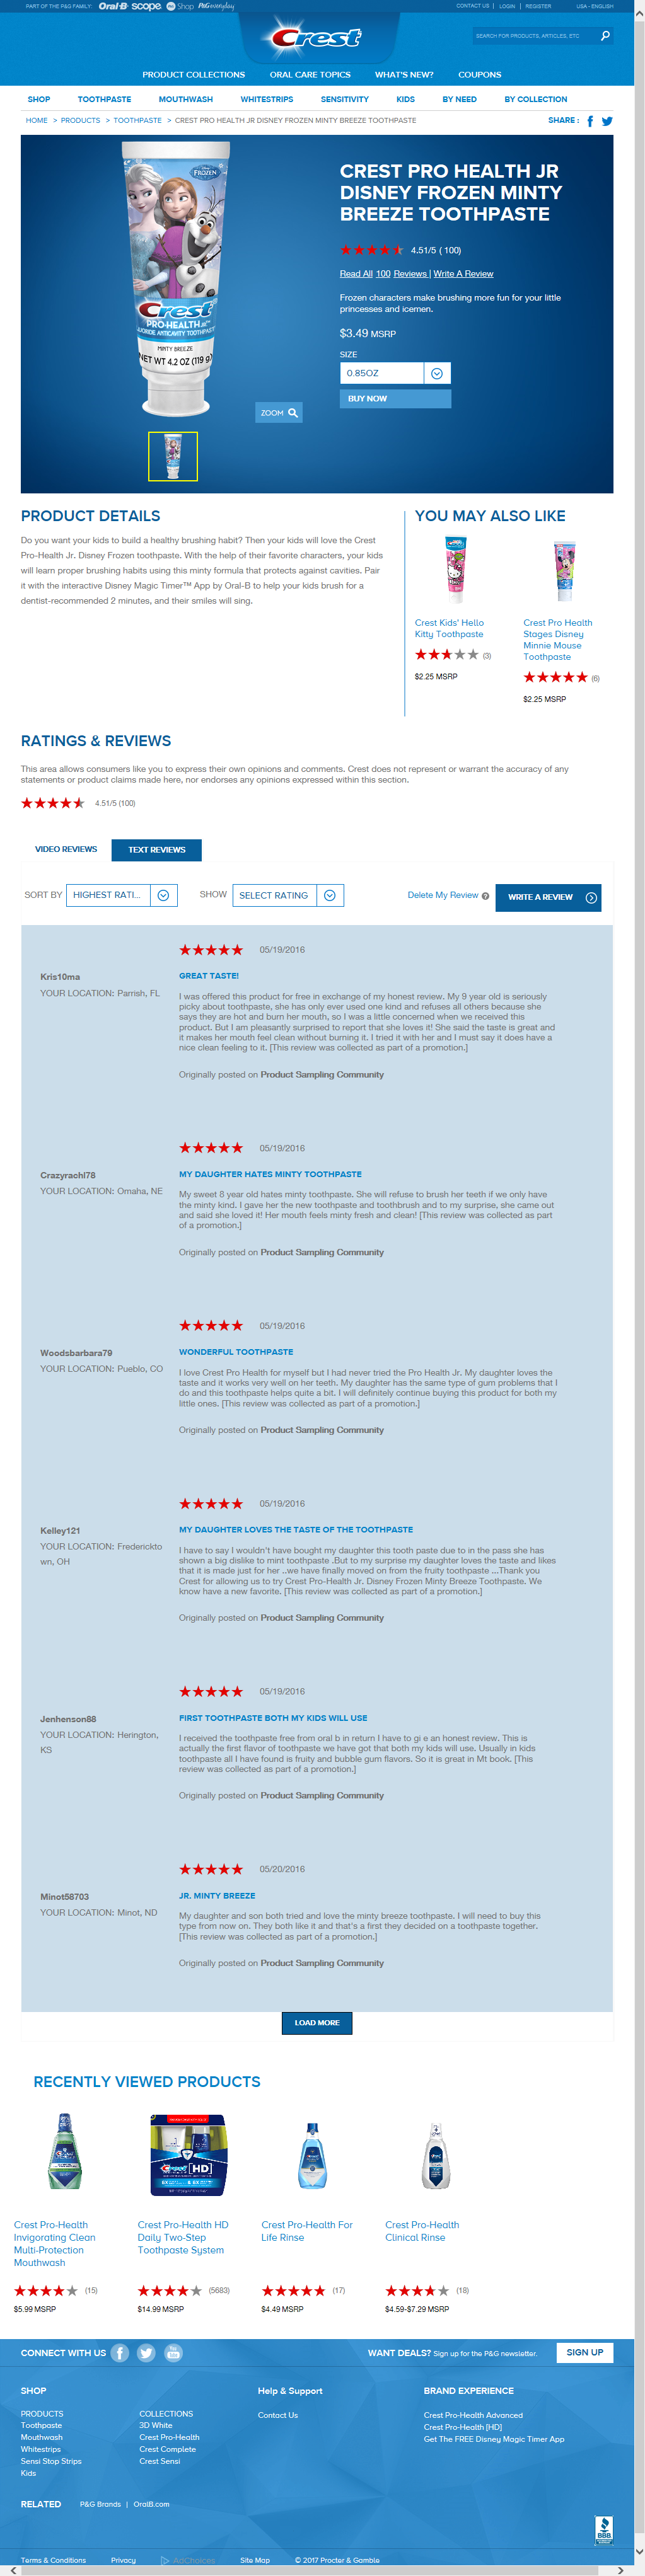 PART OF THE P&G FAMILY: Oral-B scope Shop P&G everyday
CONTACT US | LOGIN | REGISTER USA - ENGLISH
Crest
SEARCH FOR PRODUCTS, ARTICLES, ETC
PRODUCT COLLECTIONS ORAL CARE TOPICS WHAT'S NEW? COUPONS
SHOP TOOTHPASTE MOUTHWASH WHITESTRIPS SENSITIVITY KIDS BY NEED BY COLLECTION
HOME > PRODUCTS > TOOTHPASTE > CREST PRO HEALTH JR DISNEY FROZEN MINTY BREEZE TOOTHPASTE
SHARE :
FROZEN
Crest
PRO-HEALTH JR.
FLUORIDE ANTICAVITY TOOTHPASTE
MINTY BREEZE
NET WT 4.2 OZ (119 g)
ZOOM
CREST PRO HEALTH JR
DISNEY FROZEN MINTY
BREEZE TOOTHPASTE
4.51/5 ( 100)
Read All 100 Reviews | Write A Review
Frozen characters make brushing more fun for your little
princesses and icemen.
$3.49 MSRP
SIZE
0.85OZ
BUY NOW
PRODUCT DETAILS
Do you want your kids to build a healthy brushing habit? Then your kids will love the Crest
Pro-Health Jr. Disney Frozen toothpaste. With the help of their favorite characters, your kids
will learn proper brushing habits using this minty formula that protects against cavities. Pair
it with the interactive Disney Magic Timer™ App by Oral-B to help your kids brush for a
dentist-recommended 2 minutes, and their smiles will sing.
YOU MAY ALSO LIKE
Crest Kids' Hello
Kitty Toothpaste
(3)
$2.25 MSRP
Crest Pro Health
Stages Disney
Minnie Mouse
Toothpaste
(6)
$2.25 MSRP
RATINGS & REVIEWS
This area allows consumers like you to express their own opinions and comments. Crest does not represent or warrant the accuracy of any
statements or product claims made here, nor endorses any opinions expressed within this section.
4.51/5 (100)
VIDEO REVIEWS TEXT REVIEWS
SORT BY HIGHEST RATI... SHOW SELECT RATING Delete My Review ? WRITE A REVIEW
05/19/2016
Kris10ma
YOUR LOCATION: Parrish, FL
GREAT TASTE!
I was offered this product for free in exchange of my honest review. My 9 year old is seriously
picky about toothpaste, she has only ever used one kind and refuses all others because she
says they are hot and burn her mouth, so I was a little concerned when we received this
product. But I am pleasantly surprised to report that she loves it! She said the taste is great and
it makes her mouth feel clean without burning it. I tried it with her and I must say it does have a
nice clean feeling to it. [This review was collected as part of a promotion.]
Originally posted on Product Sampling Community
05/19/2016
Crazyrachl78
YOUR LOCATION: Omaha, NE
MY DAUGHTER HATES MINTY TOOTHPASTE
My sweet 8 year old hates minty toothpaste. She will refuse to brush her teeth if we only have
the minty kind. I gave her the new toothpaste and toothbrush and to my surprise, she came out
and said she loved it! Her mouth feels minty fresh and clean! [This review was collected as part
of a promotion.]
Originally posted on Product Sampling Community
05/19/2016
Woodsbarbara79
YOUR LOCATION: Pueblo, CO
WONDERFUL TOOTHPASTE
I love Crest Pro Health for myself but I had never tried the Pro Health Jr. My daughter loves the
taste and it works very well on her teeth. My daughter has the same type of gum problems that I
do and this toothpaste helps quite a bit. I will definitely continue buying this product for both my
little ones. [This review was collected as part of a promotion.]
Originally posted on Product Sampling Community
05/19/2016
Kelley121
YOUR LOCATION: Frederickto
wn, OH
MY DAUGHTER LOVES THE TASTE OF THE TOOTHPASTE
I have to say I wouldn't have bought my daughter this tooth paste due to in the pass she has
shown a big dislike to mint toothpaste .But to my surprise my daughter loves the taste and likes
that it is made just for her ..we have finally moved on from the fruity toothpaste ...Thank you
Crest for allowing us to try Crest Pro-Health Jr. Disney Frozen Minty Breeze Toothpaste. We
know have a new favorite. [This review was collected as part of a promotion.]
Originally posted on Product Sampling Community
05/19/2016
Jenhenson88
YOUR LOCATION: Herington,
KS
FIRST TOOTHPASTE BOTH MY KIDS WILL USE
I received the toothpaste free from oral b in return I have to gi e an honest review. This is
actually the first flavor of toothpaste we have got that both my kids will use. Usually in kids
toothpaste all I have found is fruity and bubble gum flavors. So it is great in Mt book. [This
review was collected as part of a promotion.]
Originally posted on Product Sampling Community
05/20/2016
Minot58703
YOUR LOCATION: Minot, ND
JR. MINTY BREEZE
My daughter and son both tried and love the minty breeze toothpaste. I will need to buy this
type from now on. They both like it and that's a first they decided on a toothpaste together.
[This review was collected as part of a promotion.]
Originally posted on Product Sampling Community
LOAD MORE
RECENTLY VIEWED PRODUCTS
Crest Pro-Health
Invigorating Clean
Multi-Protection
Mouthwash
(15)
$5.99 MSRP
Crest Pro-Health HD
Daily Two-Step
Toothpaste System
(5683)
$14.99 MSRP
Crest Pro-Health For
Life Rinse
(17)
$4.49 MSRP
Crest Pro-Health
Clinical Rinse
(18)
$4.59-$7.29 MSRP
CONNECT WITH US
WANT DEALS? Sign up for the P&G newsletter. SIGN UP
SHOP
PRODUCTS
Toothpaste
Mouthwash
Whitestrips
Sensi Stop Strips
Kids
COLLECTIONS
3D White
Crest Pro-Health
Crest Complete
Crest Sensi
Help & Support
Contact Us
BRAND EXPERIENCE
Crest Pro-Health Advanced
Crest Pro-Health [HD]
Get The FREE Disney Magic Timer App
RELATED P&G Brands | OralB.com
BBB
Terms & Conditions Privacy AdChoices Site Map © 2017 Procter & Gamble